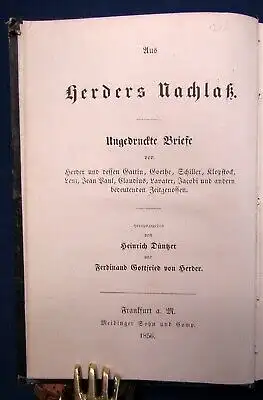 Aus
Herders Nachlaß.
Ungedruckte Briefe
von
Herder und dessen Gattin, Goethe, Schiller, Klopstock,
Lenz, Jean Paul, Claudius, Lavater, Jacobi und andern
bedeutenden Zeitgenossen.
Herausgegeben
von
Heinrich Düntzer
und
Ferdinand Gottfried von Herder.
Frankfurt a. M.
Meidinger Sohn und Comp.
1856.